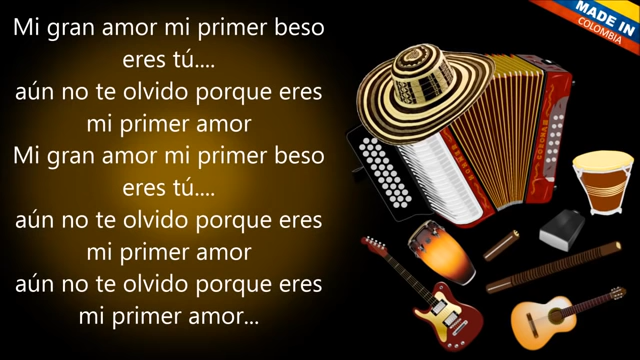 Mi gran amor mi primer beso
eres tú....
aún no te olvido porque eres
mi primer amor
Mi gran amor mi primer beso
eres tú....
aún no te olvido porque eres
mi primer amor
aún no te olvido porque eres
mi primer amor...
MADE IN
COLOMBIA